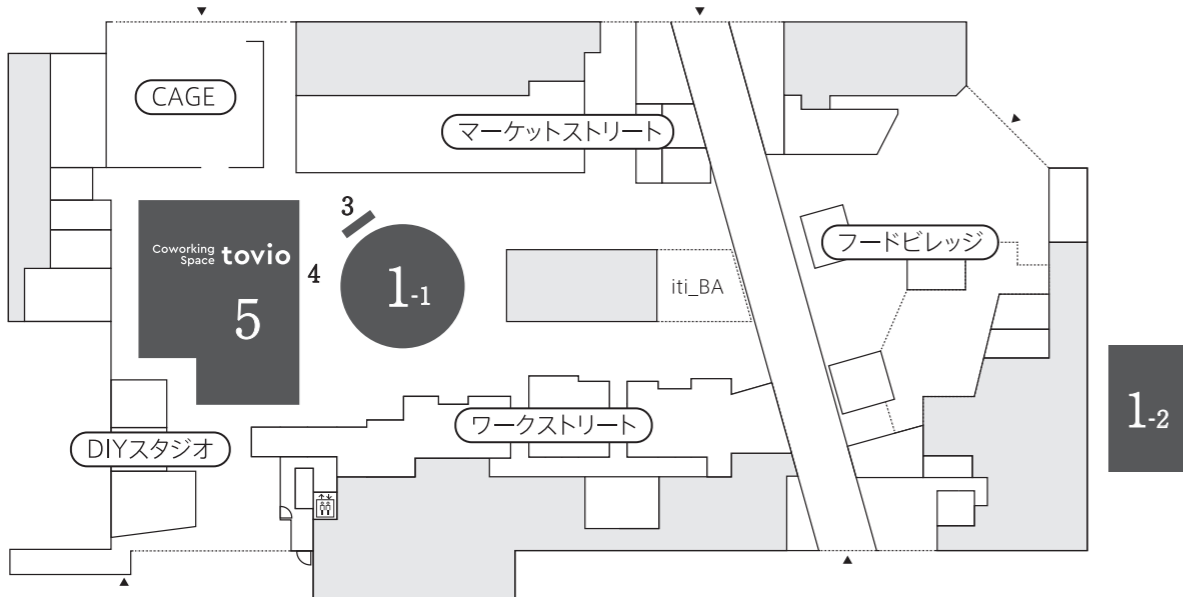 CAGE
マーケットストリート
3
Coworking
Space tovio
4
1-1
5
iti_BA
フードビレッジ
1-2
ワークストリート
DIYスタジオ